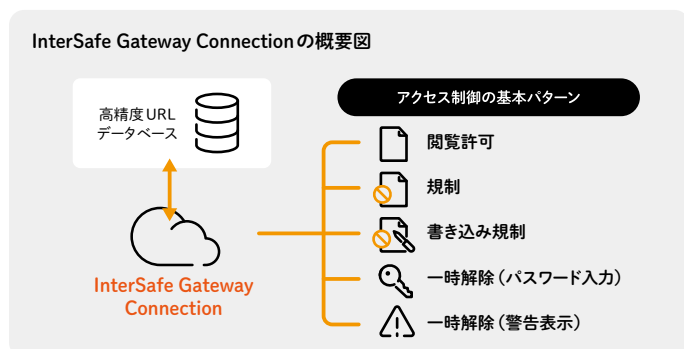 InterSafe Gateway Connectionの概要図
高精度URL
データベース
InterSafe Gateway
Connection
アクセス制御の基本パターン
閲覧許可
規制
書き込み規制
一時解除（パスワード入力）
一時解除（警告表示）